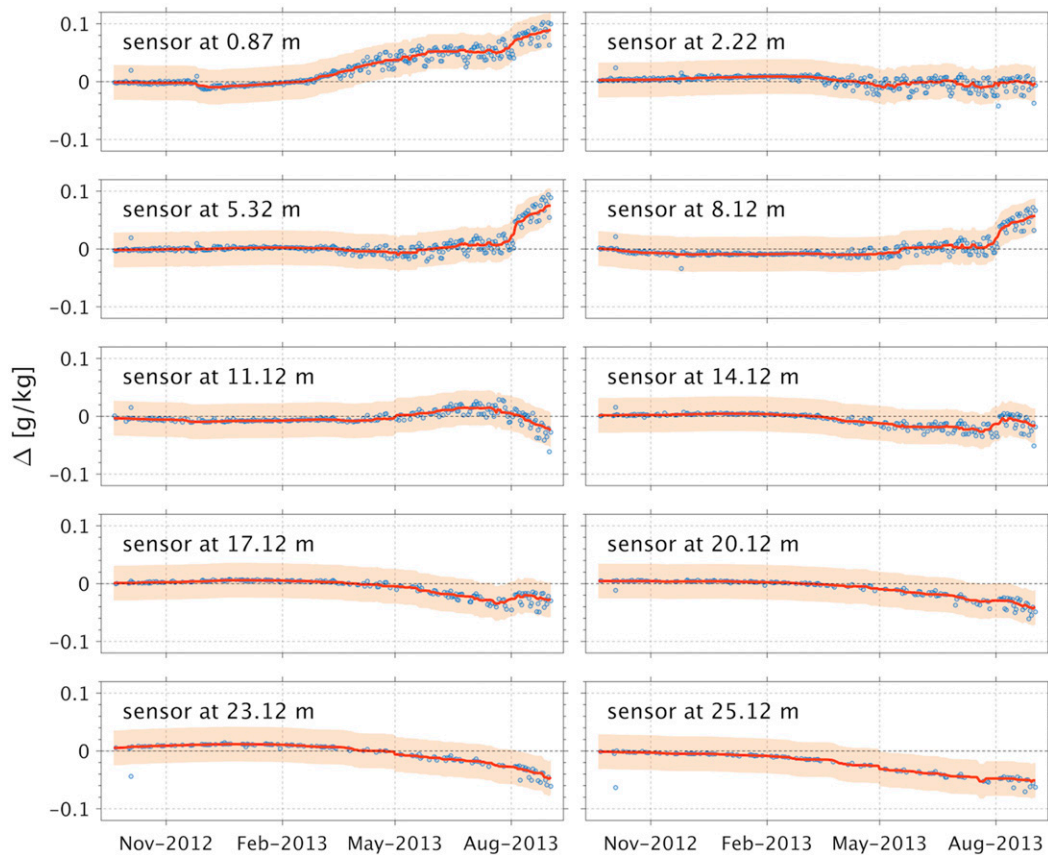 0.1
0
−0.1
sensor at 0.87 m
sensor at 2.22 m
0.1
0
−0.1
sensor at 5.32 m
sensor at 8.12 m
0.1
0
−0.1
sensor at 11.12 m
sensor at 14.12 m
Δ [g/kg]
0.1
0
−0.1
sensor at 17.12 m
sensor at 20.12 m
0.1
0
−0.1
sensor at 23.12 m
sensor at 25.12 m
Nov−2012 Feb−2013 May−2013 Aug−2013
Nov−2012 Feb−2013 May−2013 Aug−2013